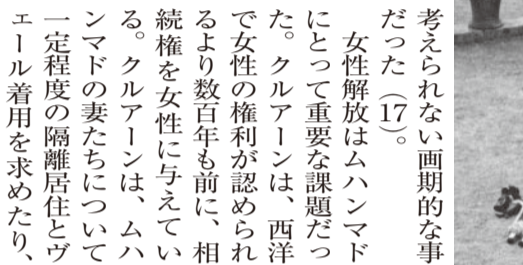 考えられない画期的な事
だった（17）。
　女性解放はムハンマド
にとって重要な課題だっ
た。クルアーンは、西洋
で女性の権利が認められ
るより数百年も前に、相
続権を女性に与えてい
る。クルアーンは、ムハ
ンマドの妻たちについて
一定程度の隔離居住とヴ
ェール着用を求めたり、